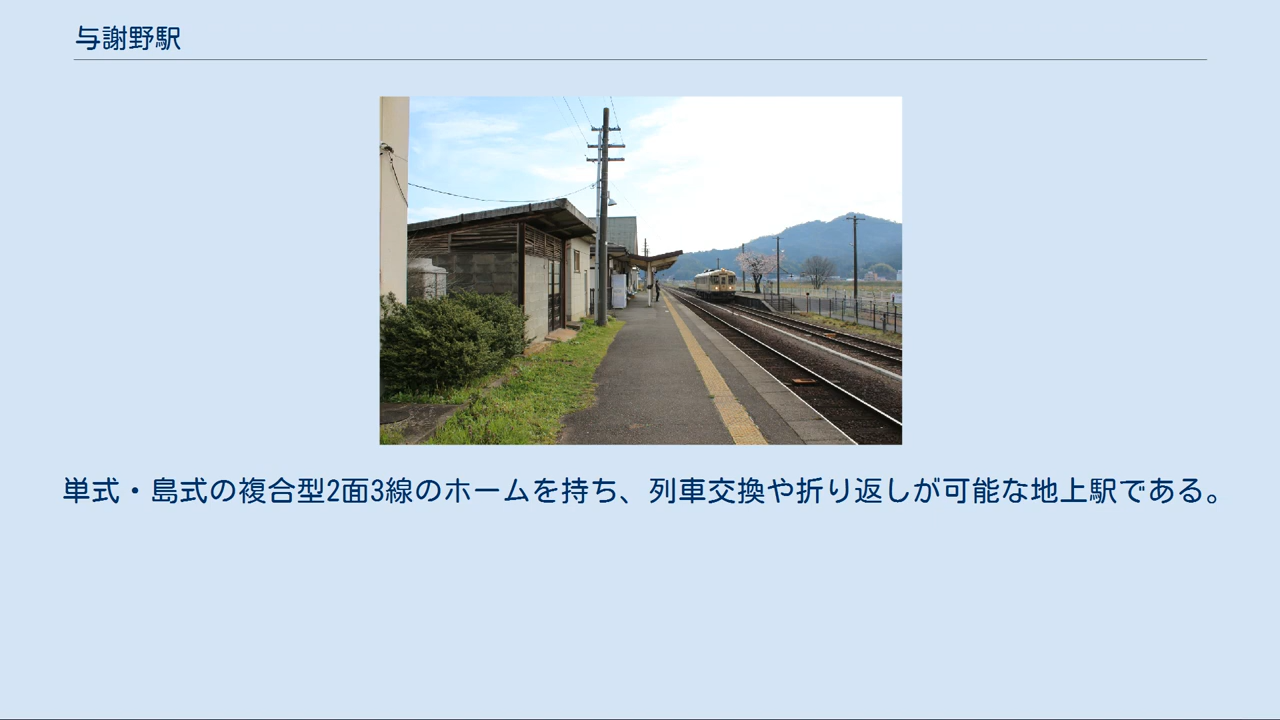 与謝野駅
単式・島式の複合型2面3線のホームを持ち、列車交換や折り返しが可能な地上駅である。